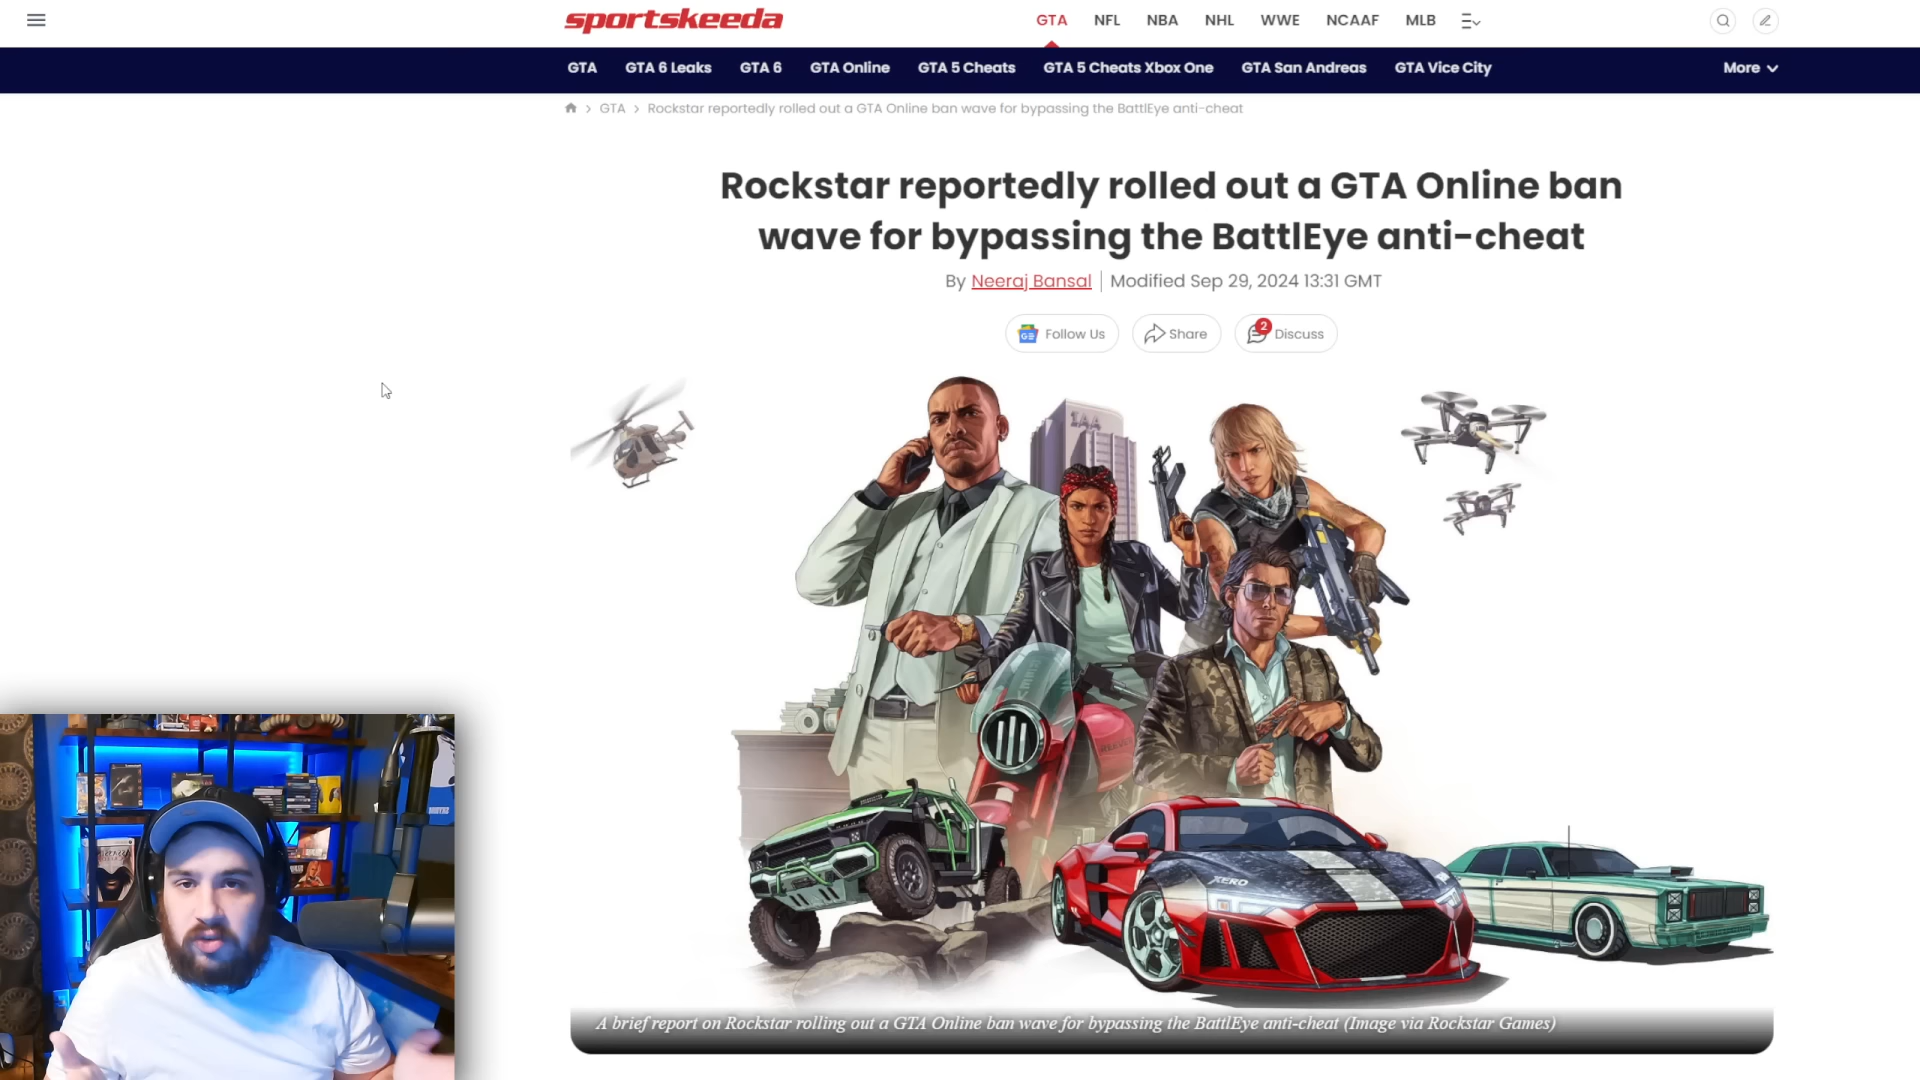 sportskeeda
GTA NFL NBA NHL WWE NCAAF MLB
GTA GTA 6 Leaks GTA 6 GTA Online GTA 5 Cheats GTA 5 Cheats Xbox One GTA San Andreas GTA Vice City More
GTA > Rockstar reportedly rolled out a GTA Online ban wave for bypassing the BattlEye anti-cheat
Rockstar reportedly rolled out a GTA Online ban
wave for bypassing the BattlEye anti-cheat
By Neeraj Bansal | Modified Sep 29, 2024 13:31 GMT
Follow Us Share 2 Discuss
1AA
XERO
A brief report on Rockstar rolling out a GTA Online ban wave for bypassing the BattlEye anti-cheat (Image via Rockstar Games)